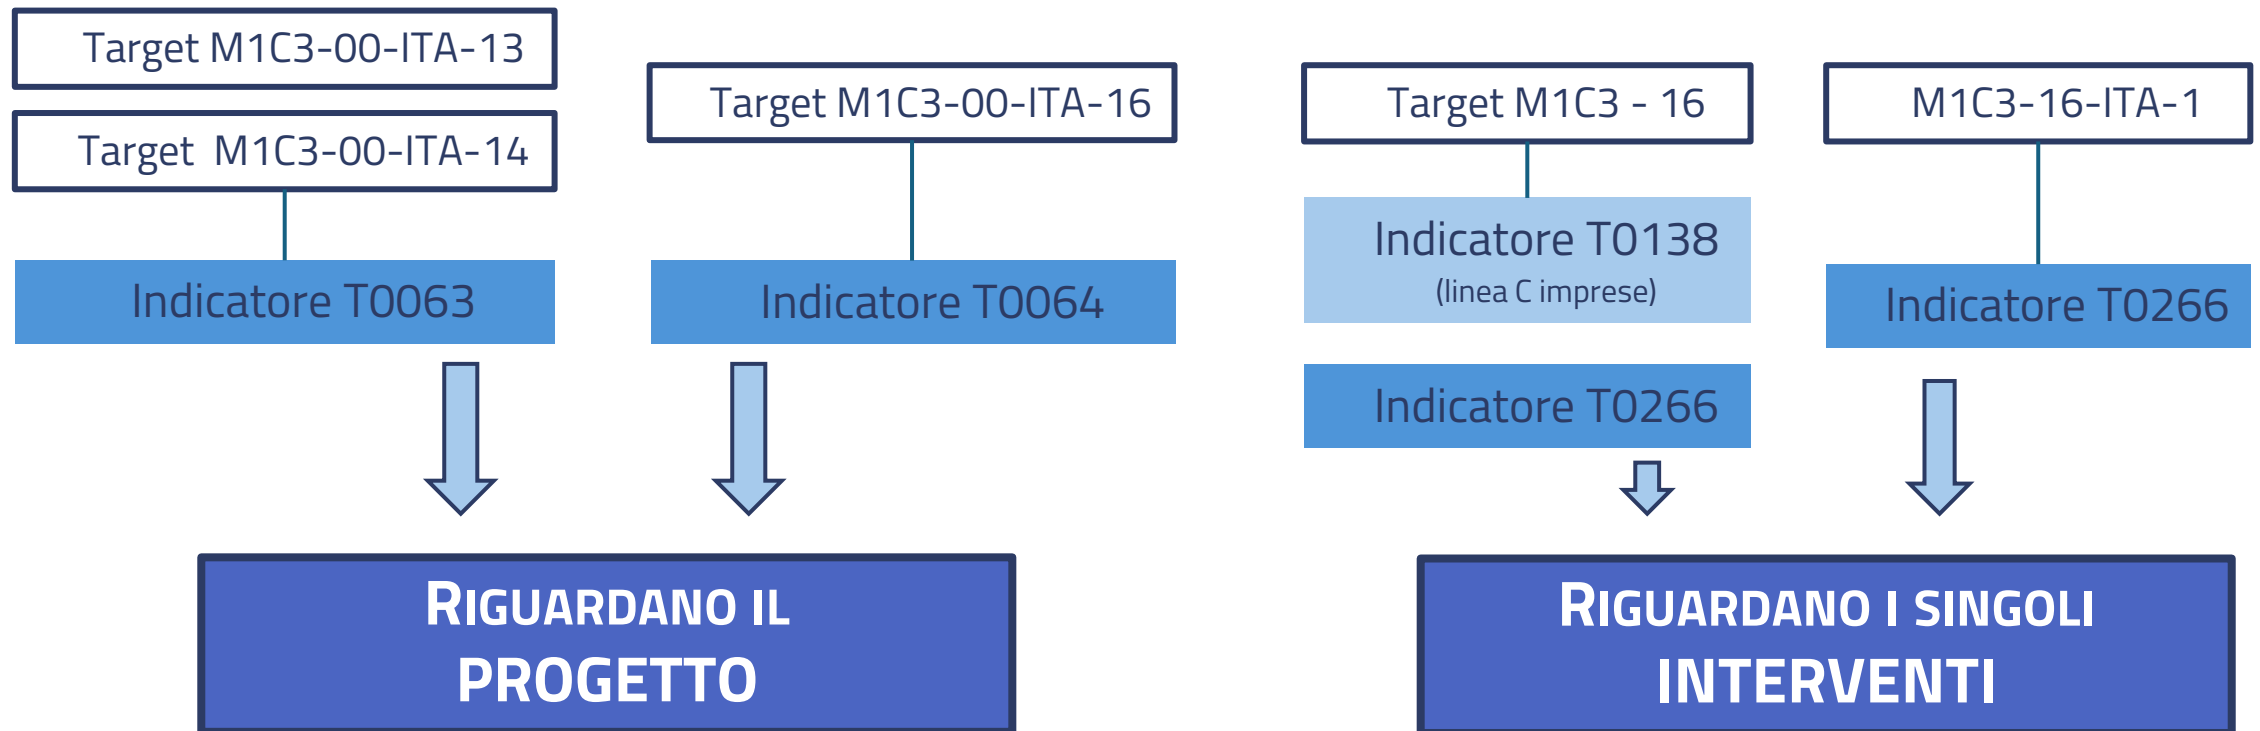 Target M1C3-00-ITA-13
Target M1C3-00-ITA-14
Indicatore T0063
Target M1C3-00-ITA-16
Indicatore T0064
RIGUARDANO IL
PROGETTO
Target M1C3 - 16
Indicatore T0138
(linea C imprese)
Indicatore T0266
M1C3-16-ITA-1
Indicatore T0266
RIGUARDANO I SINGOLI
INTERVENTI